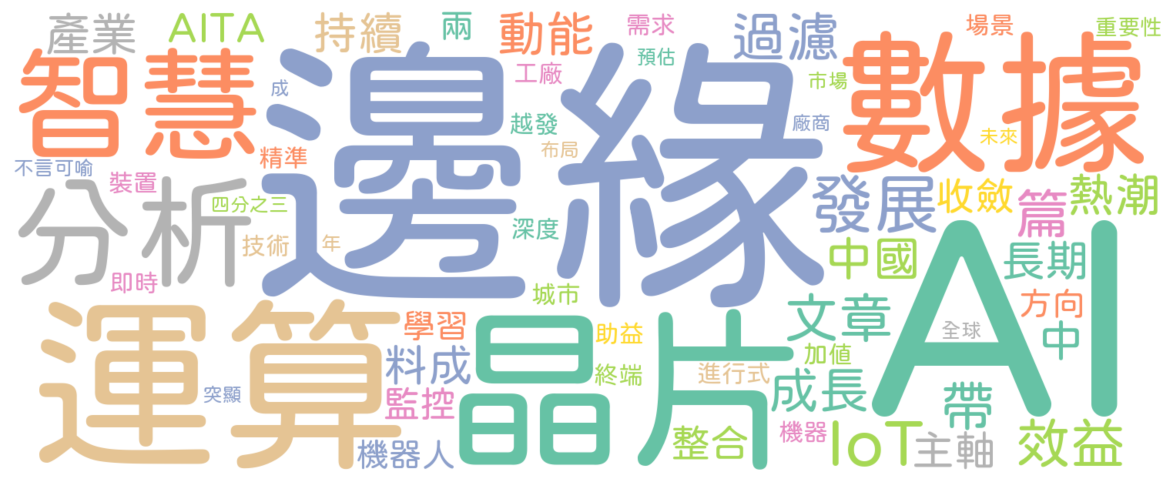 產業
AITA
持續
兩
動能
需求
過濾
場景
重要性
智慧
工廠
預估
市場
數據
成
邊緣
越發
布局
廠商
未來
不言可喻
精準
裝置
分析
四分之三
技術
年
深度
發展
收斂
篇
熱潮
即時
城市
中國
長期
AI
運算
突顯
學習
料成
監控
機器人
晶片
助益
終端
整合
進行式
機器
加值
文章
成長
IoT
主軸
全球
帶
方向
中
效益